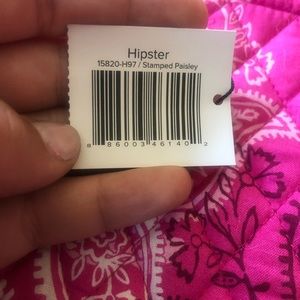 Hipster
15820-H97 / Stamped Paisley
8 86003 46140 2